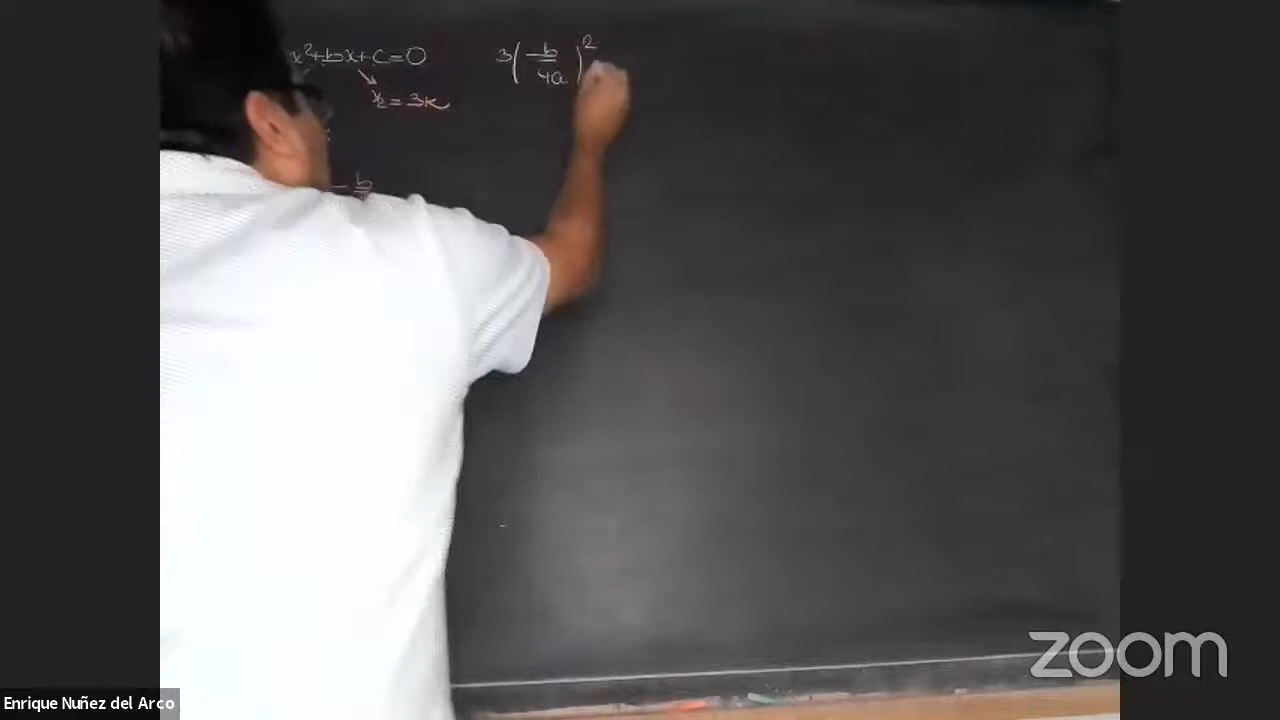 x²+bx+c=0
x₂=3k
-b
3(-b/4a)²
zoom
Enrique Nuñez del Arco